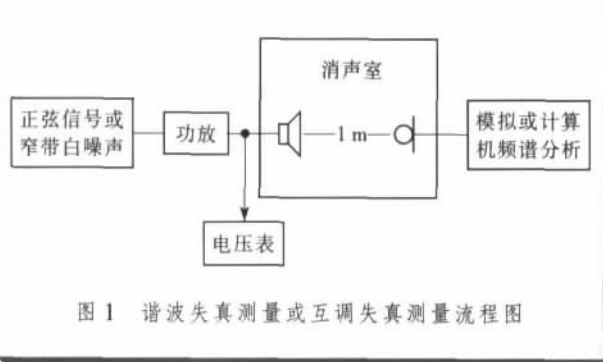 消声室
正弦信号或
窄带白噪声
功放
1 m
模拟或计算
机频谱分析
电压表
图 1 谐波失真测量或互调失真测量流程图